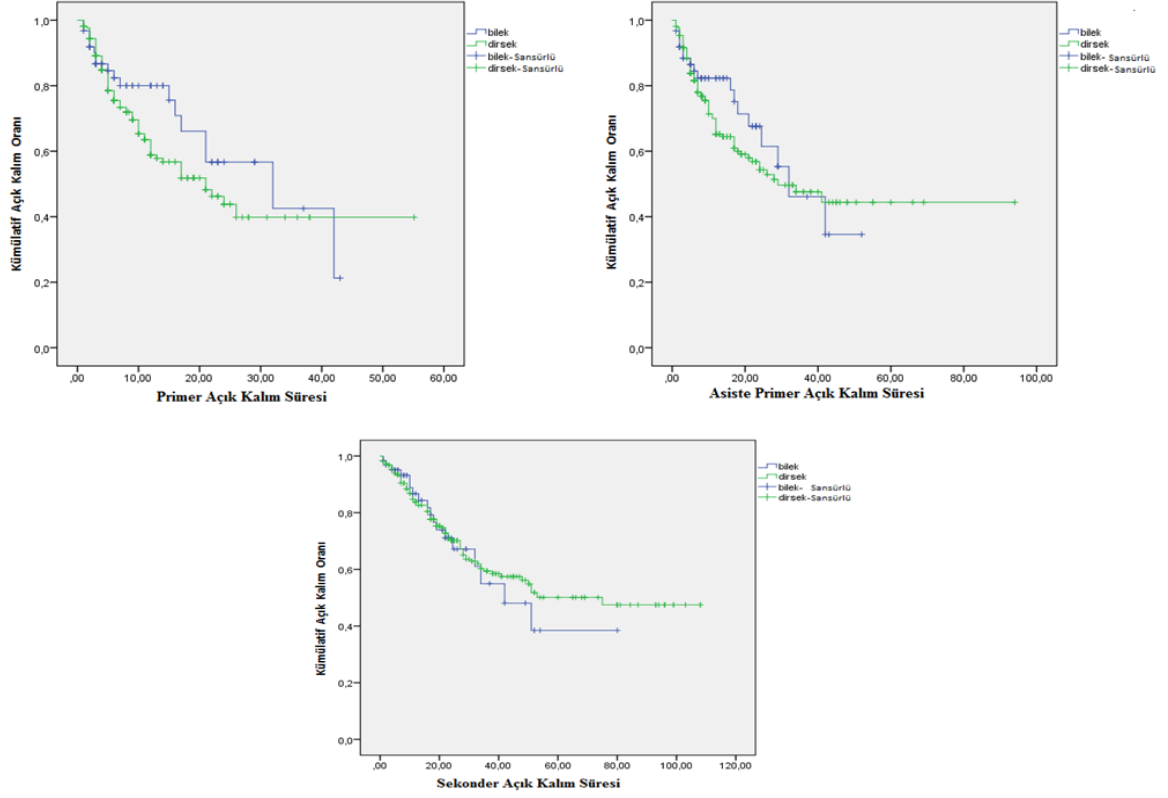 Kümülatif Açık Kalım Oranı
1,0
0,8
0,6
0,4
0,2
0,0
,00 10,00 20,00 30,00 40,00 50,00 60,00
Primer Açık Kalım Süresi
bilek
dirsek
bilek-Sansürlü
dirsek-Sansürlü
Kümülatif Açık Kalım Oranı
1,0
0,8
0,6
0,4
0,2
0,0
,00 20,00 40,00 60,00 80,00 100,00
Asiste Primer Açık Kalım Süresi
bilek
dirsek
bilek- Sansürlü
dirsek-Sansürlü
Kümülatif Açık Kalım Oranı
1,0
0,8
0,6
0,4
0,2
0,0
,00 20,00 40,00 60,00 80,00 100,00 120,00
Sekonder Açık Kalım Süresi
bilek
dirsek
bilek- Sansürlü
dirsek-Sansürlü